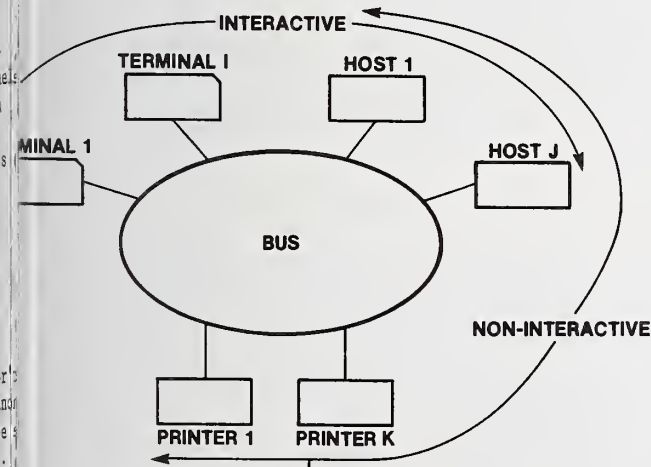 INTERACTIVE
TERMINAL I
HOST 1
MINAL 1
HOST J
BUS
NON-INTERACTIVE
PRINTER 1
PRINTER K